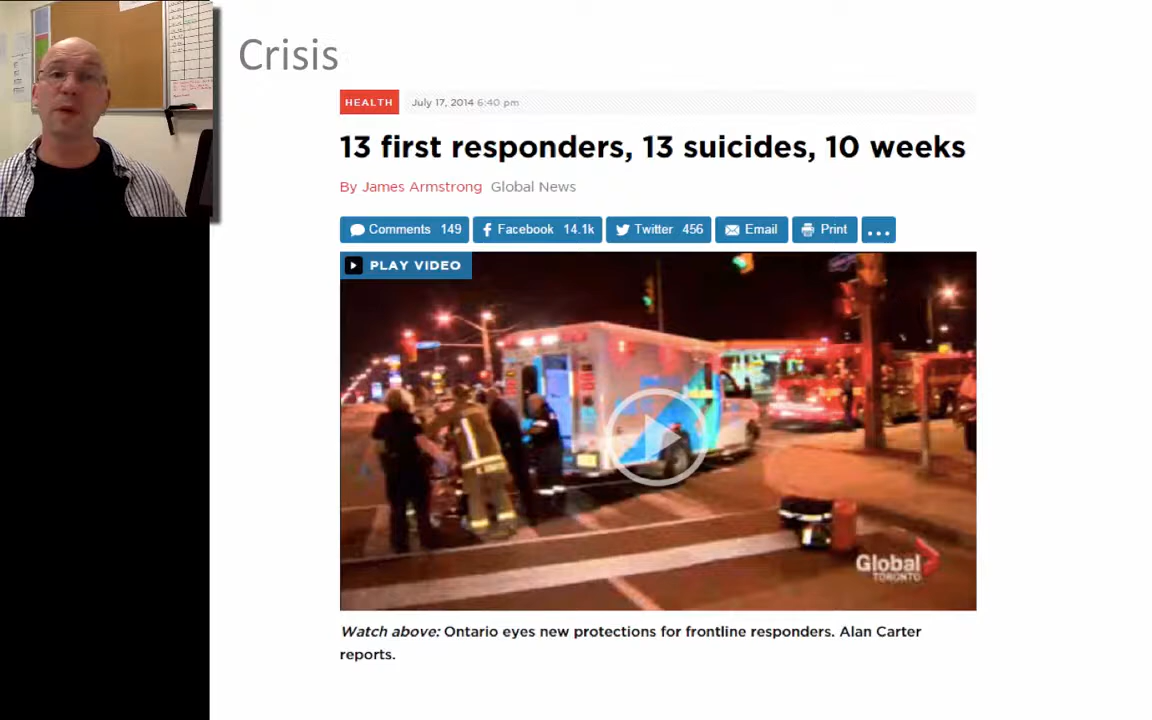 Crisis
HEALTH July 17, 2014 6:40 pm
13 first responders, 13 suicides, 10 weeks
By James Armstrong Global News
Comments 149 Facebook 14.1k Twitter 456 Email Print ...
PLAY VIDEO
Global
TORONTO
Watch above: Ontario eyes new protections for frontline responders. Alan Carter
reports.